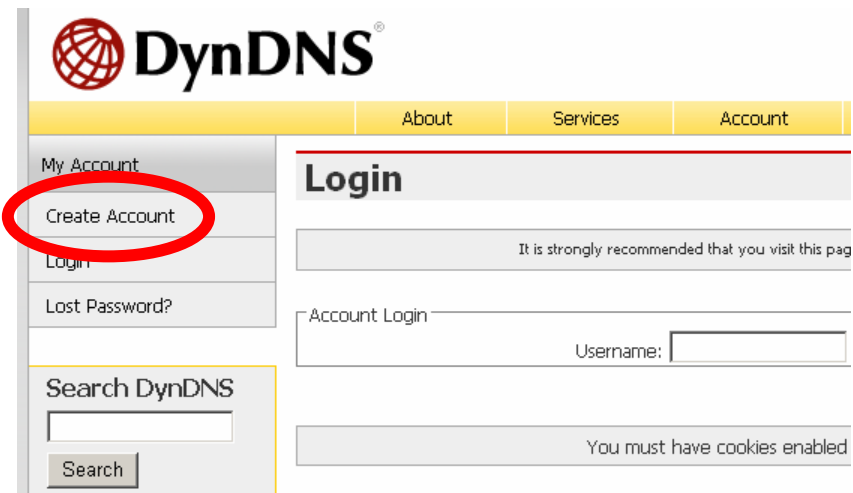 DynDNS®
About Services Account
My Account
Create Account
Login
Lost Password?
Search DynDNS
Search
Login
It is strongly recommended that you visit this pag
Account Login
Username:
You must have cookies enabled